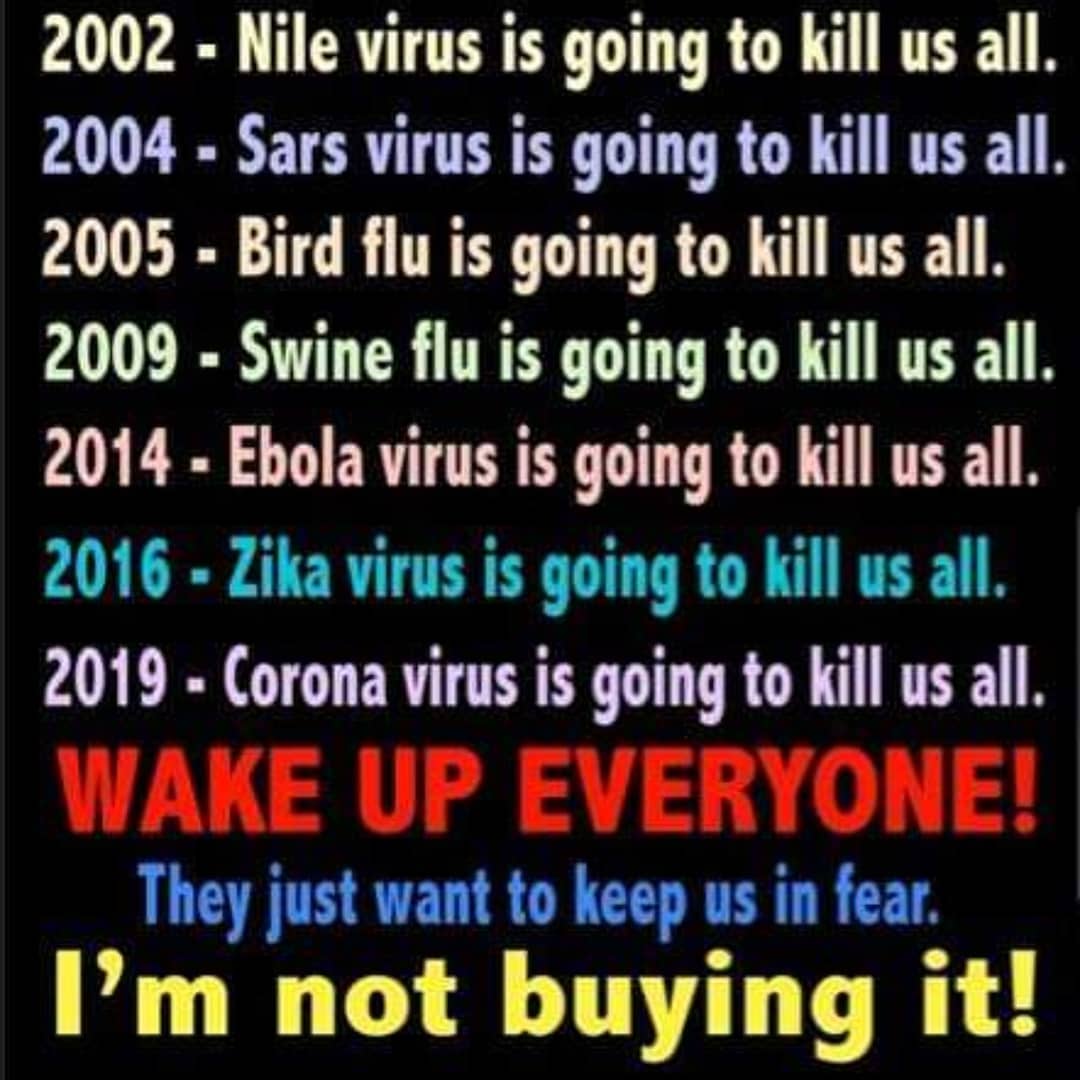 2002 - Nile virus is going to kill us all.
2004 - Sars virus is going to kill us all.
2005 - Bird flu is going to kill us all.
2009 - Swine flu is going to kill us all.
2014 - Ebola virus is going to kill us all.
2016 - Zika virus is going to kill us all.
2019 - Corona virus is going to kill us all.
WAKE UP EVERYONE!
They just want to keep us in fear.
I'm not buying it!